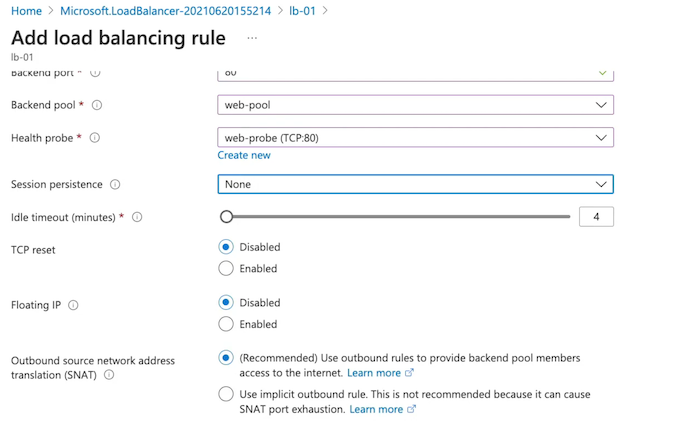 Home > Microsoft.LoadBalancer-20210620155214 > lb-01 >
Add load balancing rule ...
lb-01
Backend port *
80
Backend pool *
web-pool
Health probe *
web-probe (TCP:80)
Create new
Session persistence
None
Idle timeout (minutes) *
4
TCP reset
Disabled
Enabled
Floating IP
Disabled
Enabled
Outbound source network address
translation (SNAT)
(Recommended) Use outbound rules to provide backend pool members
access to the internet. Learn more
Use implicit outbound rule. This is not recommended because it can cause
SNAT port exhaustion. Learn more